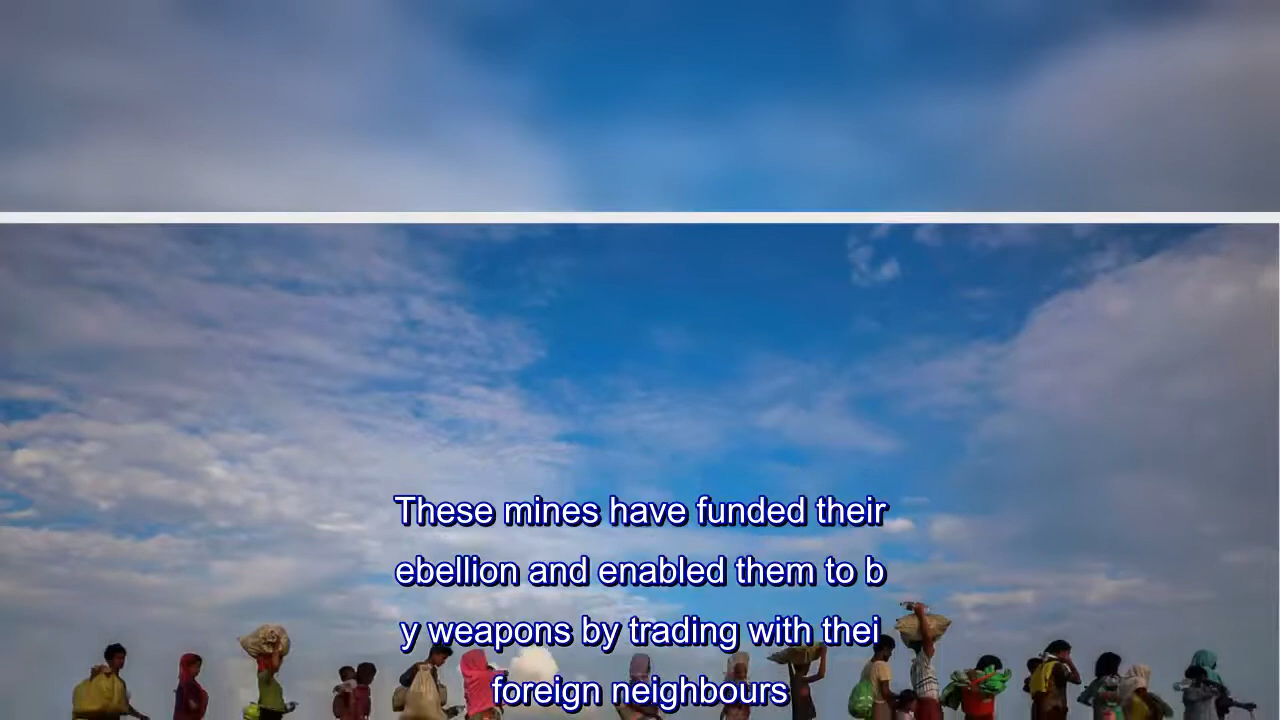 These mines have funded their
ebellion and enabled them to b
y weapons by trading with thei
foreign neighbours